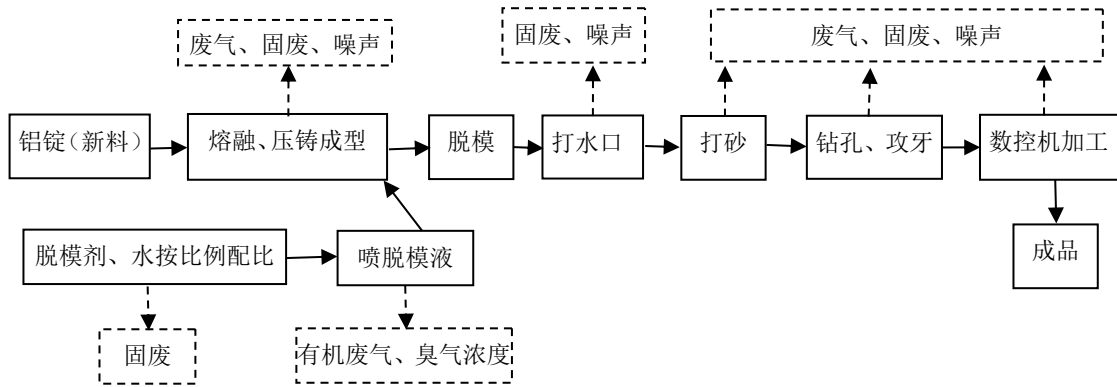 废气、固废、噪声
固废、噪声
废气、固废、噪声
铝锭（新料）
熔融、压铸成型
脱模
打水口
打砂
钻孔、攻牙
数控机加工
脱模剂、水按比例配比
喷脱模液
成品
固废
有机废气、臭气浓度